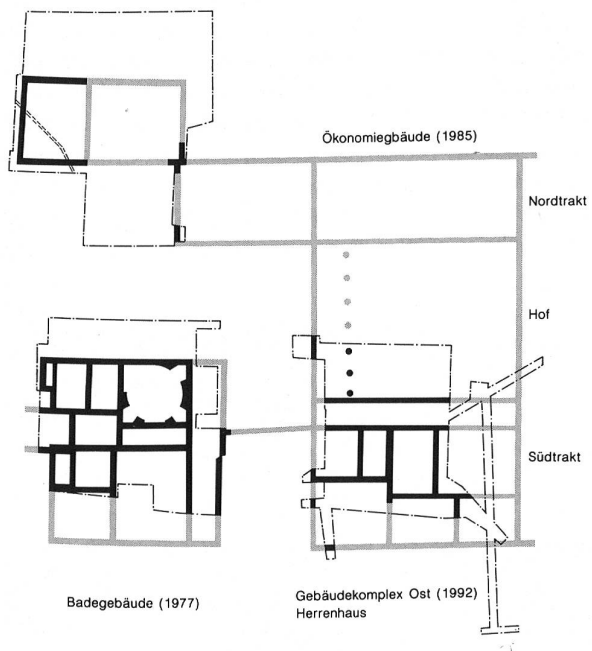 Ökonomiegbäude (1985)
Nordtrakt
Hof
Südtrakt
Badegebäude (1977)
Gebäudekomplex Ost (1992)
Herrenhaus